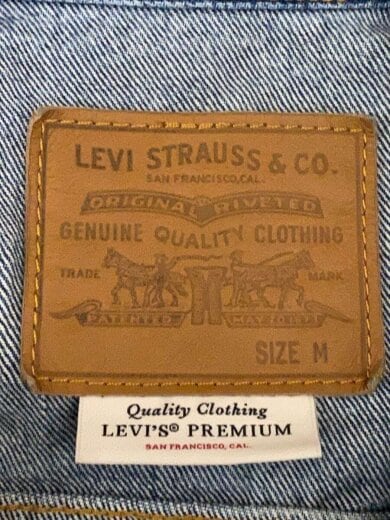 LEVI STRAUSS & CO.
SAN FRANCISCO, CAL.
ORIGINAL RIVETED
GENUINE QUALITY CLOTHING
TRADE MARK
PATENTED MAY 20 1873
SIZE M
Quality Clothing
LEVI'S® PREMIUM
SAN FRANCISCO, CAL.